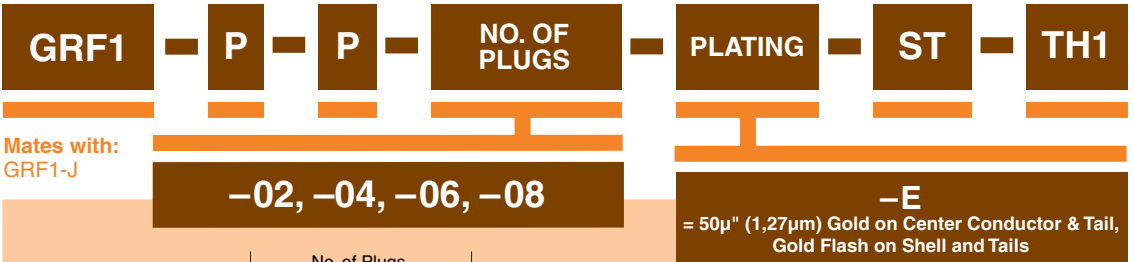 GRF1 – P – P – NO. OF PLUGS – PLATING – ST – TH1
Mates with:
GRF1-J
–02, –04, –06, –08
–E
= 50µ" (1,27µm) Gold on Center Conductor & Tail,
Gold Flash on Shell and Tails
No. of Plugs